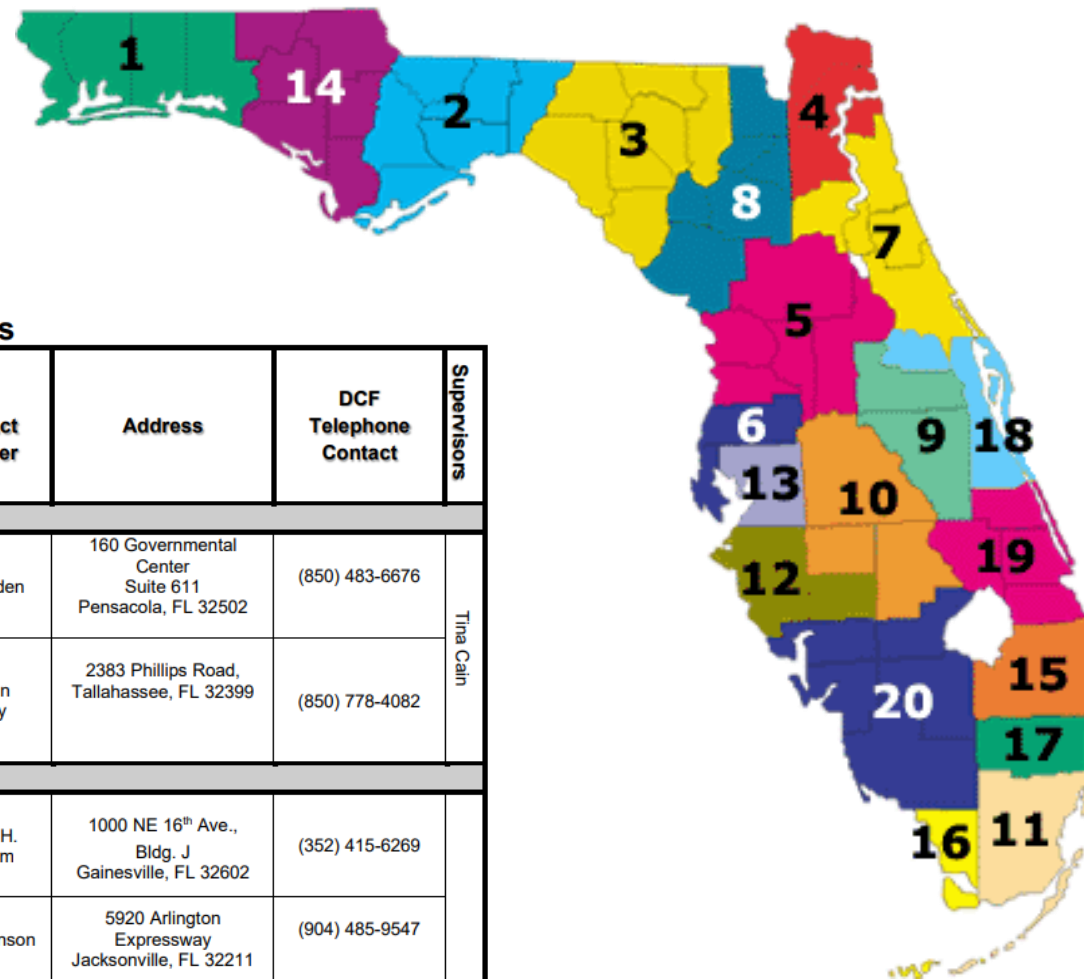 1
14
2
3
4
8
7
5
6
9
18
13
10
12
19
15
20
17
16
11
s
ct
er
Address
DCF
Telephone
Contact
Supervisors
den
160 Governmental
Center
Suite 611
Pensacola, FL 32502
(850) 483-6676
Tina Cain
n
y
2383 Phillips Road,
Tallahassee, FL 32399
(850) 778-4082
H.
m
1000 NE 16th Ave.,
Bldg. J
Gainesville, FL 32602
(352) 415-6269
nson
5920 Arlington
Expressway
Jacksonville, FL 32211
(904) 485-9547